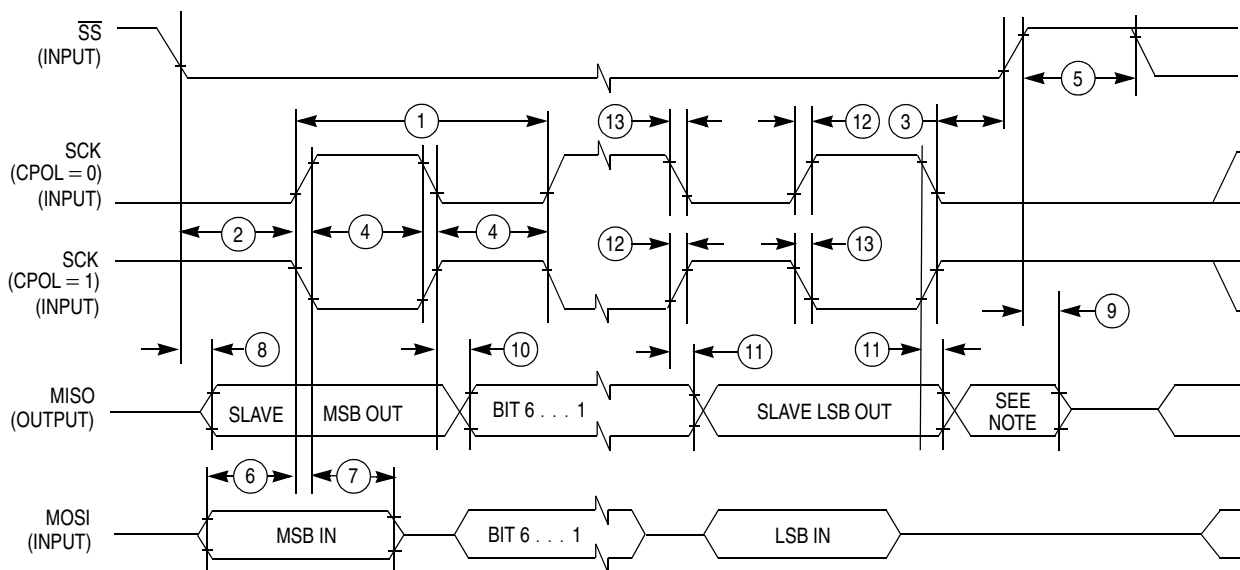 SS
(INPUT)
5
1
13
12
3
SCK
(CPOL = 0)
(INPUT)
2
4
4
12
13
SCK
(CPOL = 1)
(INPUT)
9
8
10
11
11
MISO
(OUTPUT)
SLAVE
MSB OUT
BIT 6 . . . 1
SLAVE LSB OUT
SEE
NOTE
6
7
MOSI
(INPUT)
MSB IN
BIT 6 . . . 1
LSB IN